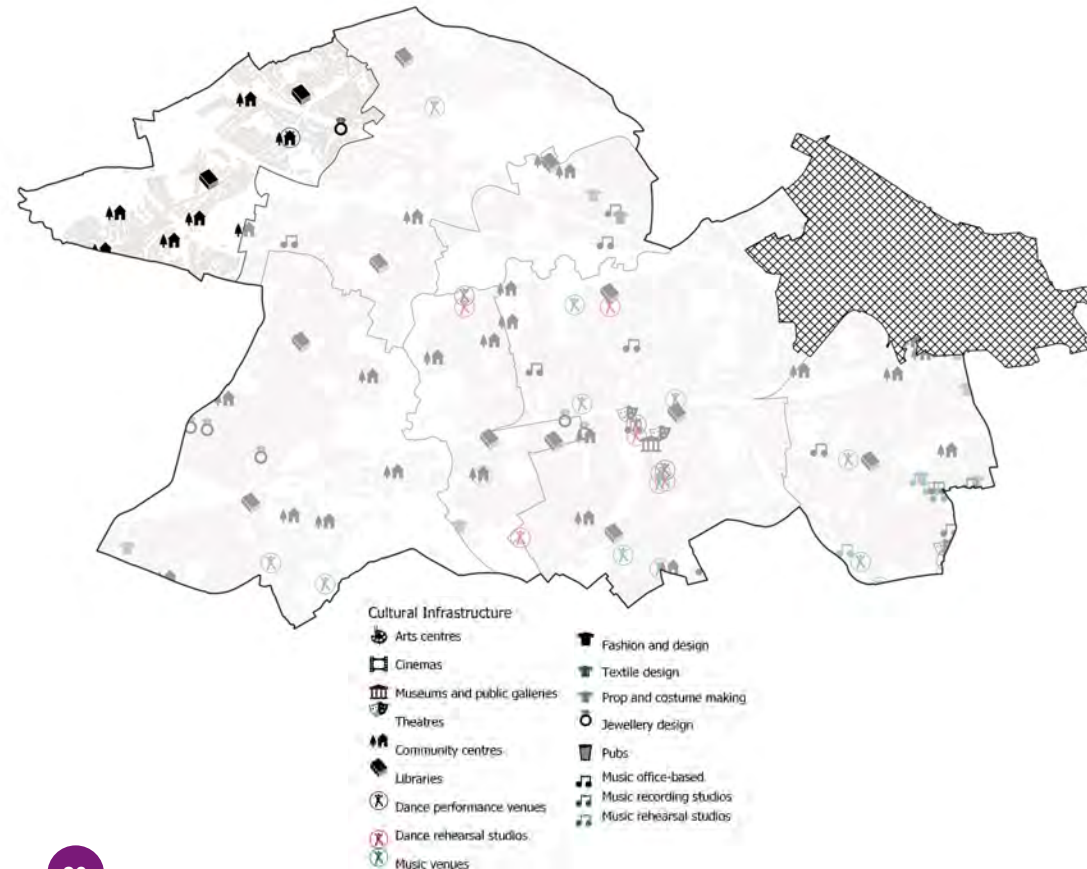 Cultural Infrastructure
Arts centres
Cinemas
Museums and public galleries
Theatres
Community centres
Libraries
Dance performance venues
Dance rehearsal studios
Music venues
Fashion and design
Textile design
Prop and costume making
Jewellery design
Pubs
Music office-based
Music recording studios
Music rehearsal studios